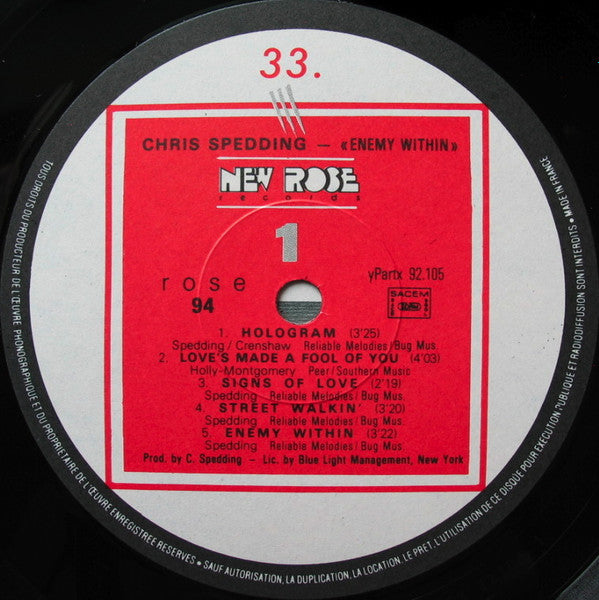 33.
CHRIS SPEDDING — «ENEMY WITHIN»
NEW ROSE
records
1
rose
94
yPartx 92.105
SACEM
1. HOLOGRAM (3'25)
Spedding / Crenshaw Reliable Melodies/Bug Mus.
2. LOVE'S MADE A FOOL OF YOU (4'03)
Holly-Montgomery Peer/Southern Music
3. SIGNS OF LOVE (2'19)
Spedding Reliable Melodies/Bug Mus.
4. STREET WALKIN' (3'20)
Spedding Reliable Melodies/Bug Mus.
5. ENEMY WITHIN (3'22)
Spedding Reliable Melodies/Bug Mus.
Prod. by C. Spedding - Lic. by Blue Light Management, New York
TOUS DROITS DU PRODUCTEUR DE L'ŒUVRE PHONOGRAPHIQUE ET DU PROPRIETAIRE DE L'ŒUVRE ENREGISTREE RESERVES • SAUF AUTORISATION, LA DUPLICATION, LA LOCATION, LE PRET, L'UTILISATION DE CE DISQUE POUR EXECUTION PUBLIQUE ET RADIODIFFUSION SONT INTERDITS • MADE IN FRANCE